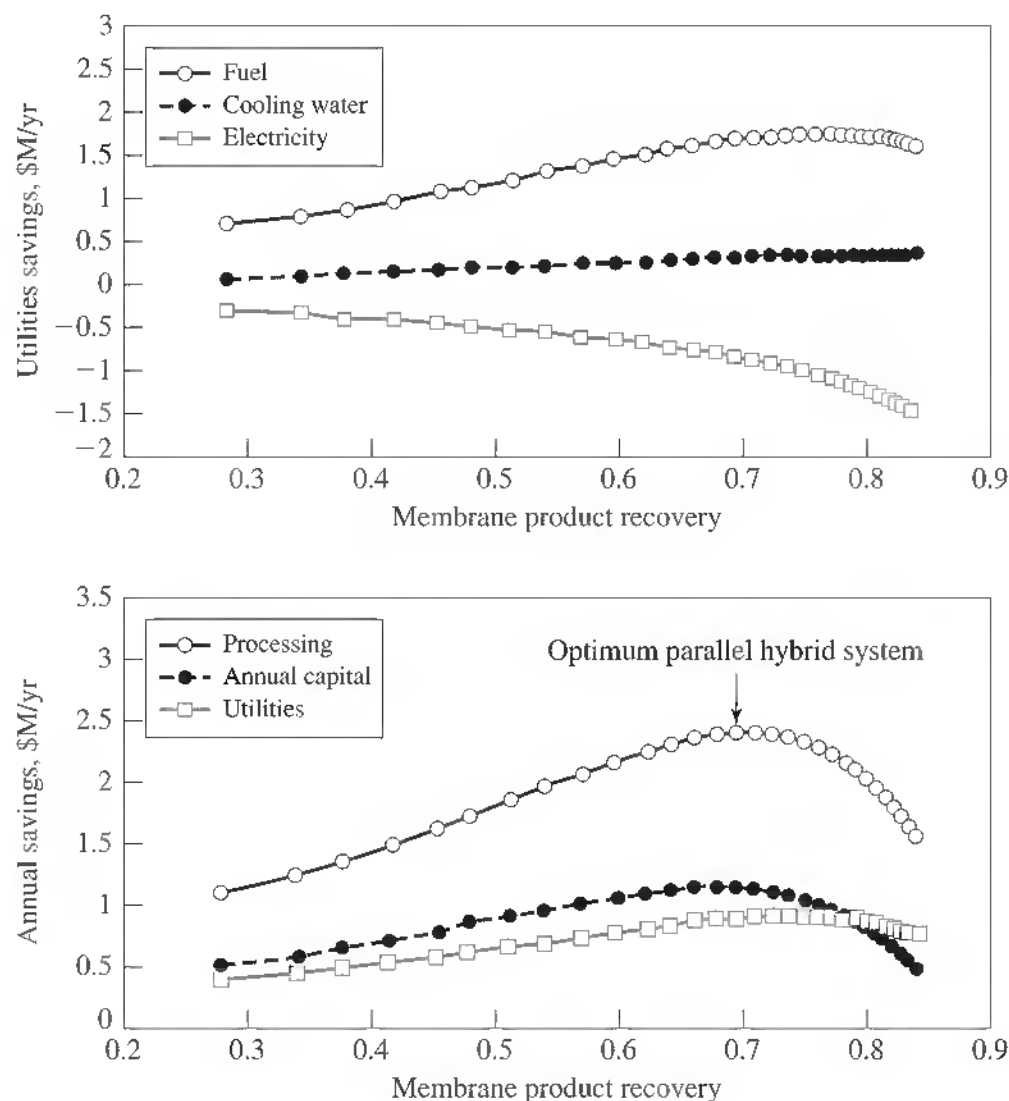 3
2.5
2
1.5
1
0.5
0
−0.5
−1
−1.5
−2
Utilities savings, $M/yr
Fuel
Cooling water
Electricity
0.2 0.3 0.4 0.5 0.6 0.7 0.8 0.9
Membrane product recovery
3.5
3
2.5
2
1.5
1
0.5
0
Annual savings, $M/yr
Processing
Annual capital
Utilities
Optimum parallel hybrid system
0.2 0.3 0.4 0.5 0.6 0.7 0.8 0.9
Membrane product recovery